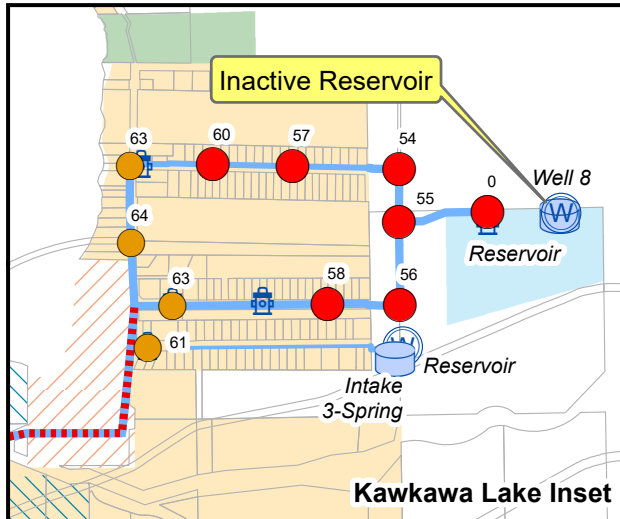 Inactive Reservoir
63
60
57
54
55
0
Well 8
W
Reservoir
64
63
58
56
61
W
Reservoir
Intake
3-Spring
Kawkawa Lake Inset